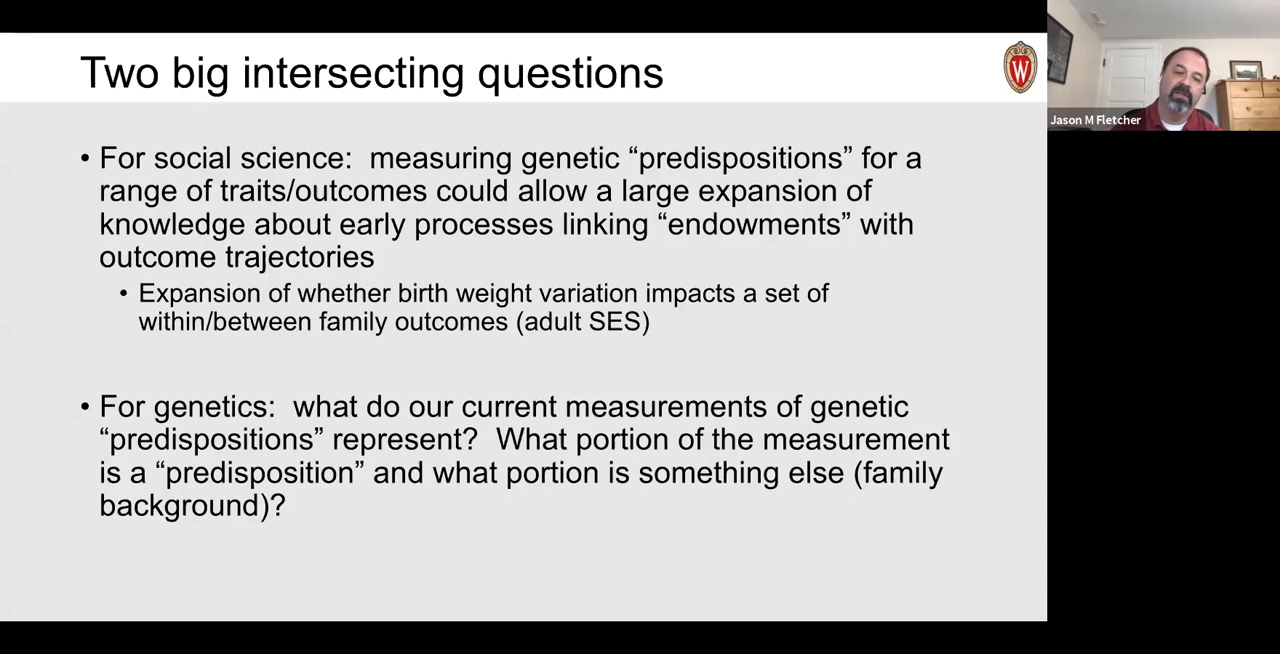 Two big intersecting questions
W
Jason M Fletcher
• For social science:  measuring genetic “predispositions” for a
range of traits/outcomes could allow a large expansion of
knowledge about early processes linking “endowments” with
outcome trajectories
• Expansion of whether birth weight variation impacts a set of
within/between family outcomes (adult SES)
• For genetics:  what do our current measurements of genetic
“predispositions” represent?  What portion of the measurement
is a “predisposition” and what portion is something else (family
background)?